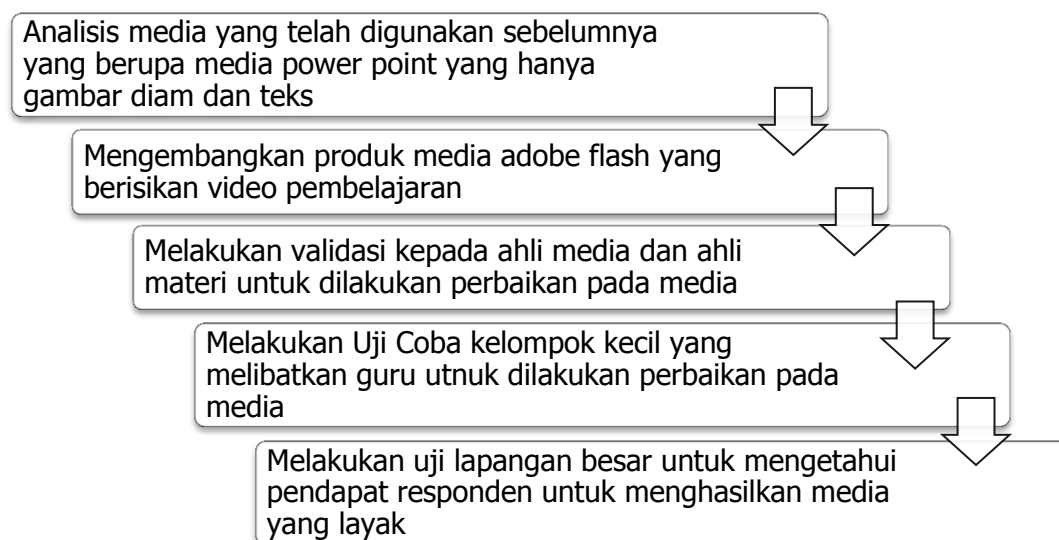 Analisis media yang telah digunakan sebelumnya
yang berupa media power point yang hanya
gambar diam dan teks
Mengembangkan produk media adobe flash yang
berisikan video pembelajaran
Melakukan validasi kepada ahli media dan ahli
materi untuk dilakukan perbaikan pada media
Melakukan Uji Coba kelompok kecil yang
melibatkan guru utnuk dilakukan perbaikan pada
media
Melakukan uji lapangan besar untuk mengetahui
pendapat responden untuk menghasilkan media
yang layak